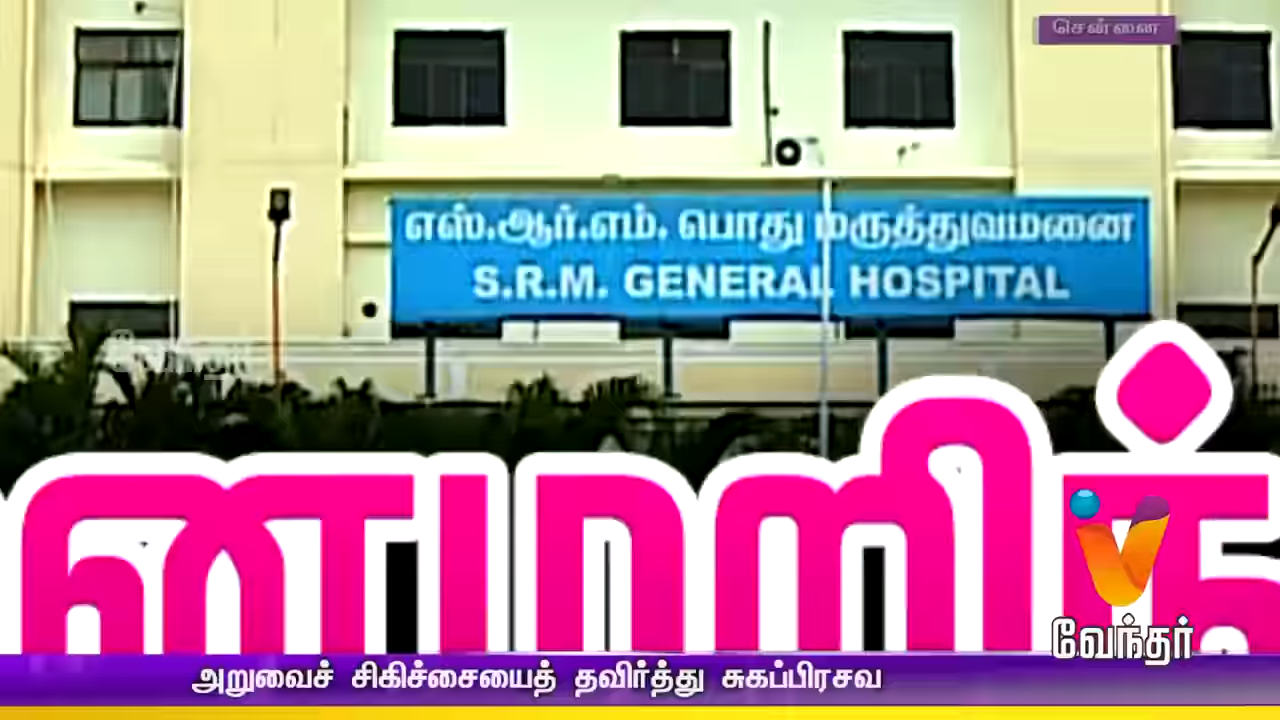 சென்னை
எஸ்.ஆர்.எம். பொது மருத்துவமனை
S.R.M. GENERAL HOSPITAL
வேந்தர்
அறுவைச் சிகிச்சையைத் தவிர்த்து சுகப்பிரசவ